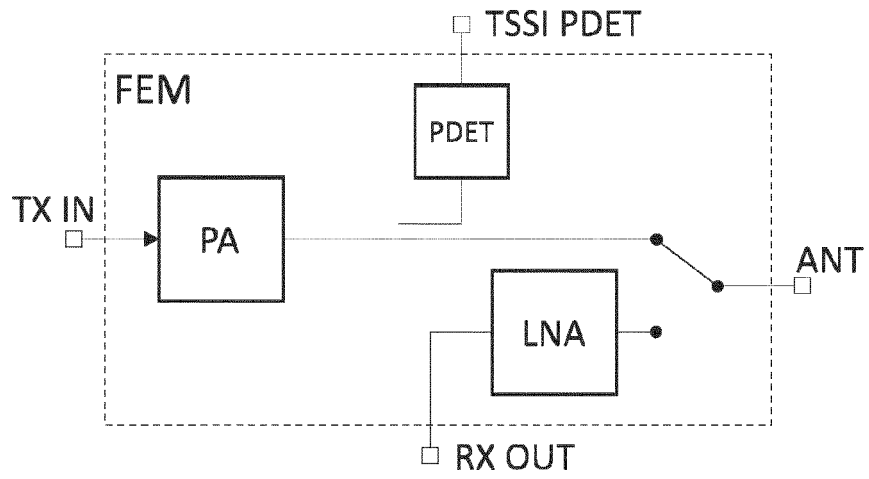 TSSI PDET
FEM
PDET
TX IN
PA
ANT
LNA
RX OUT